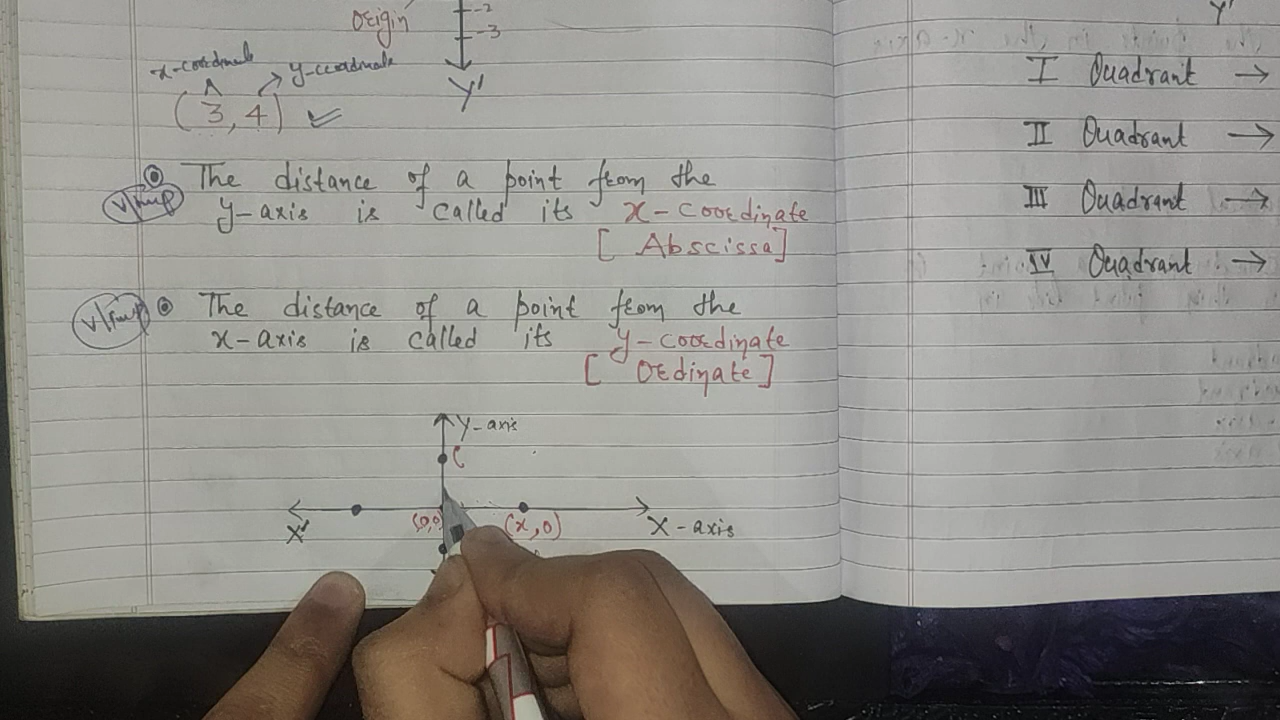 Origin
-2
-3
Y'
x-coordinate
y-coordinate
(3, 4)
V/Imp
The distance of a point from the
y-axis is called its x-coordinate
[Abscissa]
V/Imp
The distance of a point from the
x-axis is called its y-coordinate
[Ordinate]
Y-axis
(
X'
(0,0)
(x,0)
X-axis
Y'
I Quadrant →
II Quadrant →
III Quadrant →
IV Quadrant →